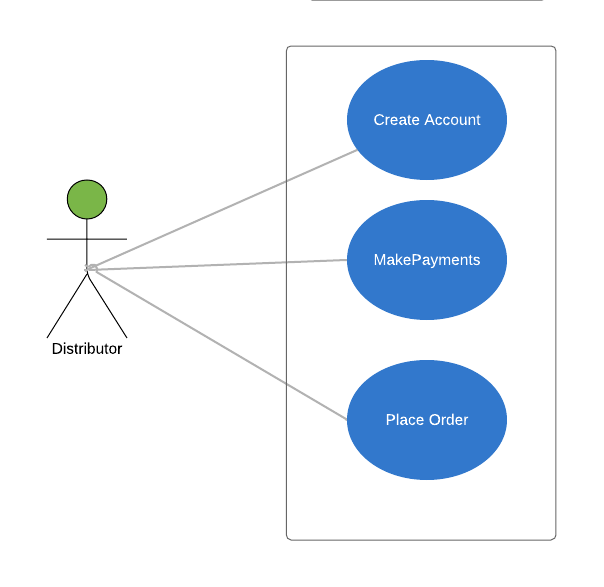 Create Account
MakePayments
Distributor
Place Order